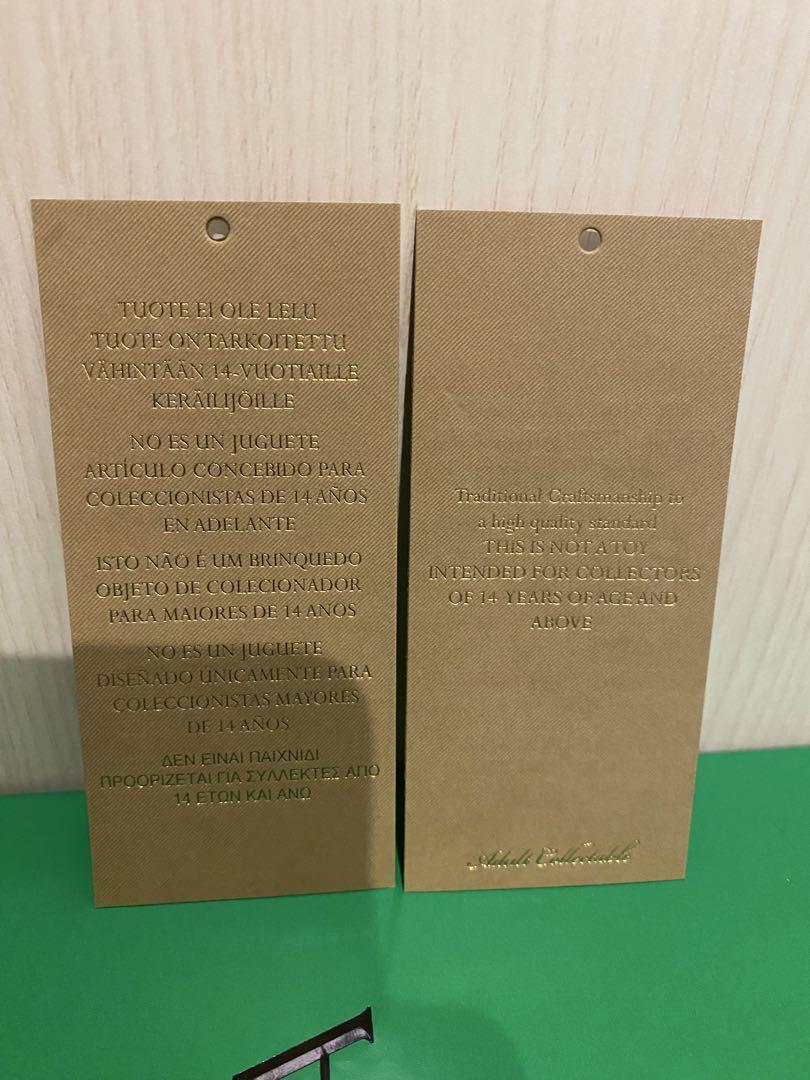 TUOTE EI OLE LELU
TUOTE ON TARKOITETTU
VÄHINTÄÄN 14-VUOTIAILLE
KERÄILIJÖILLE
NO ES UN JUGUETE
ARTÍCULO CONCEBIDO PARA
COLECCIONISTAS DE 14 AÑOS
EN ADELANTE
ISTO NÃO É UM BRINQUEDO
OBJETO DE COLECIONADOR
PARA MAIORES DE 14 ANOS
NO ES UN JUGUETE
DISEÑADO ÚNICAMENTE PARA
COLECCIONISTAS MAYORES
DE 14 AÑOS
ΔΕΝ ΕΙΝΑΙ ΠΑΙΧΝΙΔΙ
ΠΡΟΟΡΙΖΕΤΑΙ ΓΙΑ ΣΥΛΛΕΚΤΕΣ ΑΠΟ
14 ΕΤΩΝ ΚΑΙ ΑΝΩ
Traditional Craftsmanship to
a high quality standard
THIS IS NOT A TOY
INTENDED FOR COLLECTORS
OF 14 YEARS OF AGE AND
ABOVE
Adult Collectable